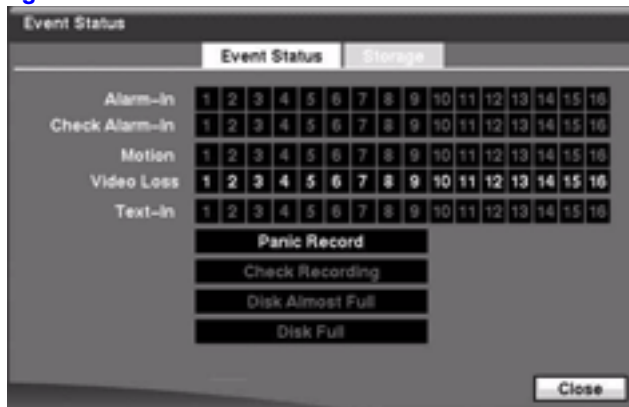 Event Status
Event Status Storage
Alarm-In 1 2 3 4 5 6 7 8 9 10 11 12 13 14 15 16
Check Alarm-In 1 2 3 4 5 6 7 8 9 10 11 12 13 14 15 16
Motion 1 2 3 4 5 6 7 8 9 10 11 12 13 14 15 16
Video Loss 1 2 3 4 5 6 7 8 9 10 11 12 13 14 15 16
Text-In 1 2 3 4 5 6 7 8 9 10 11 12 13 14 15 16
Panic Record
Check Recording
Disk Almost Full
Disk Full
Close